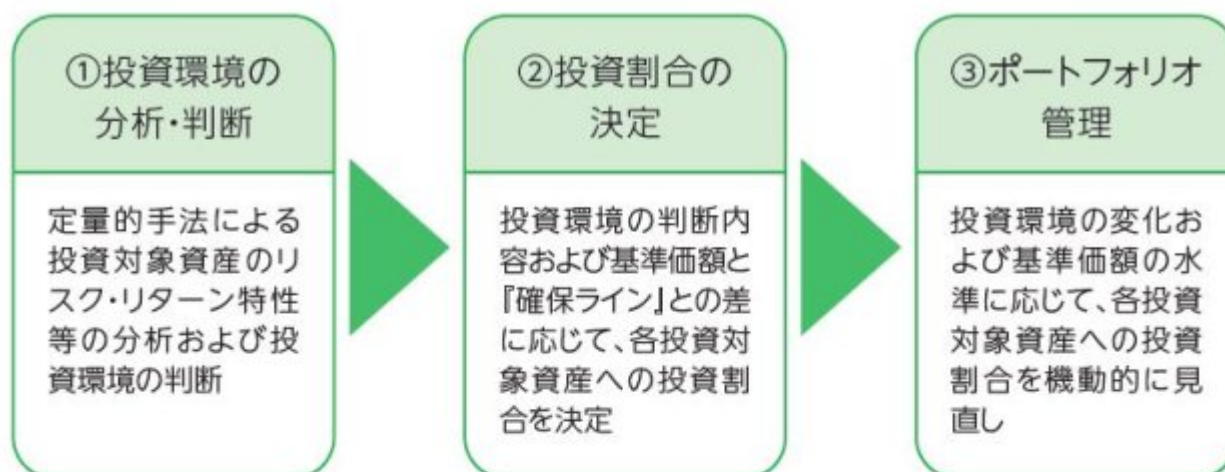 ①投資環境の
分析・判断
定量的手法による
投資対象資産のリ
スク・リターン特性
等の分析および投
資環境の判断
②投資割合の
決定
投資環境の判断内
容および基準価額と
『確保ライン』との差
に応じて、各投資対
象資産への投資割
合を決定
③ポートフォリオ
管理
投資環境の変化お
よび基準価額の水
準に応じて、各投資
対象資産への投資
割合を機動的に見
直し